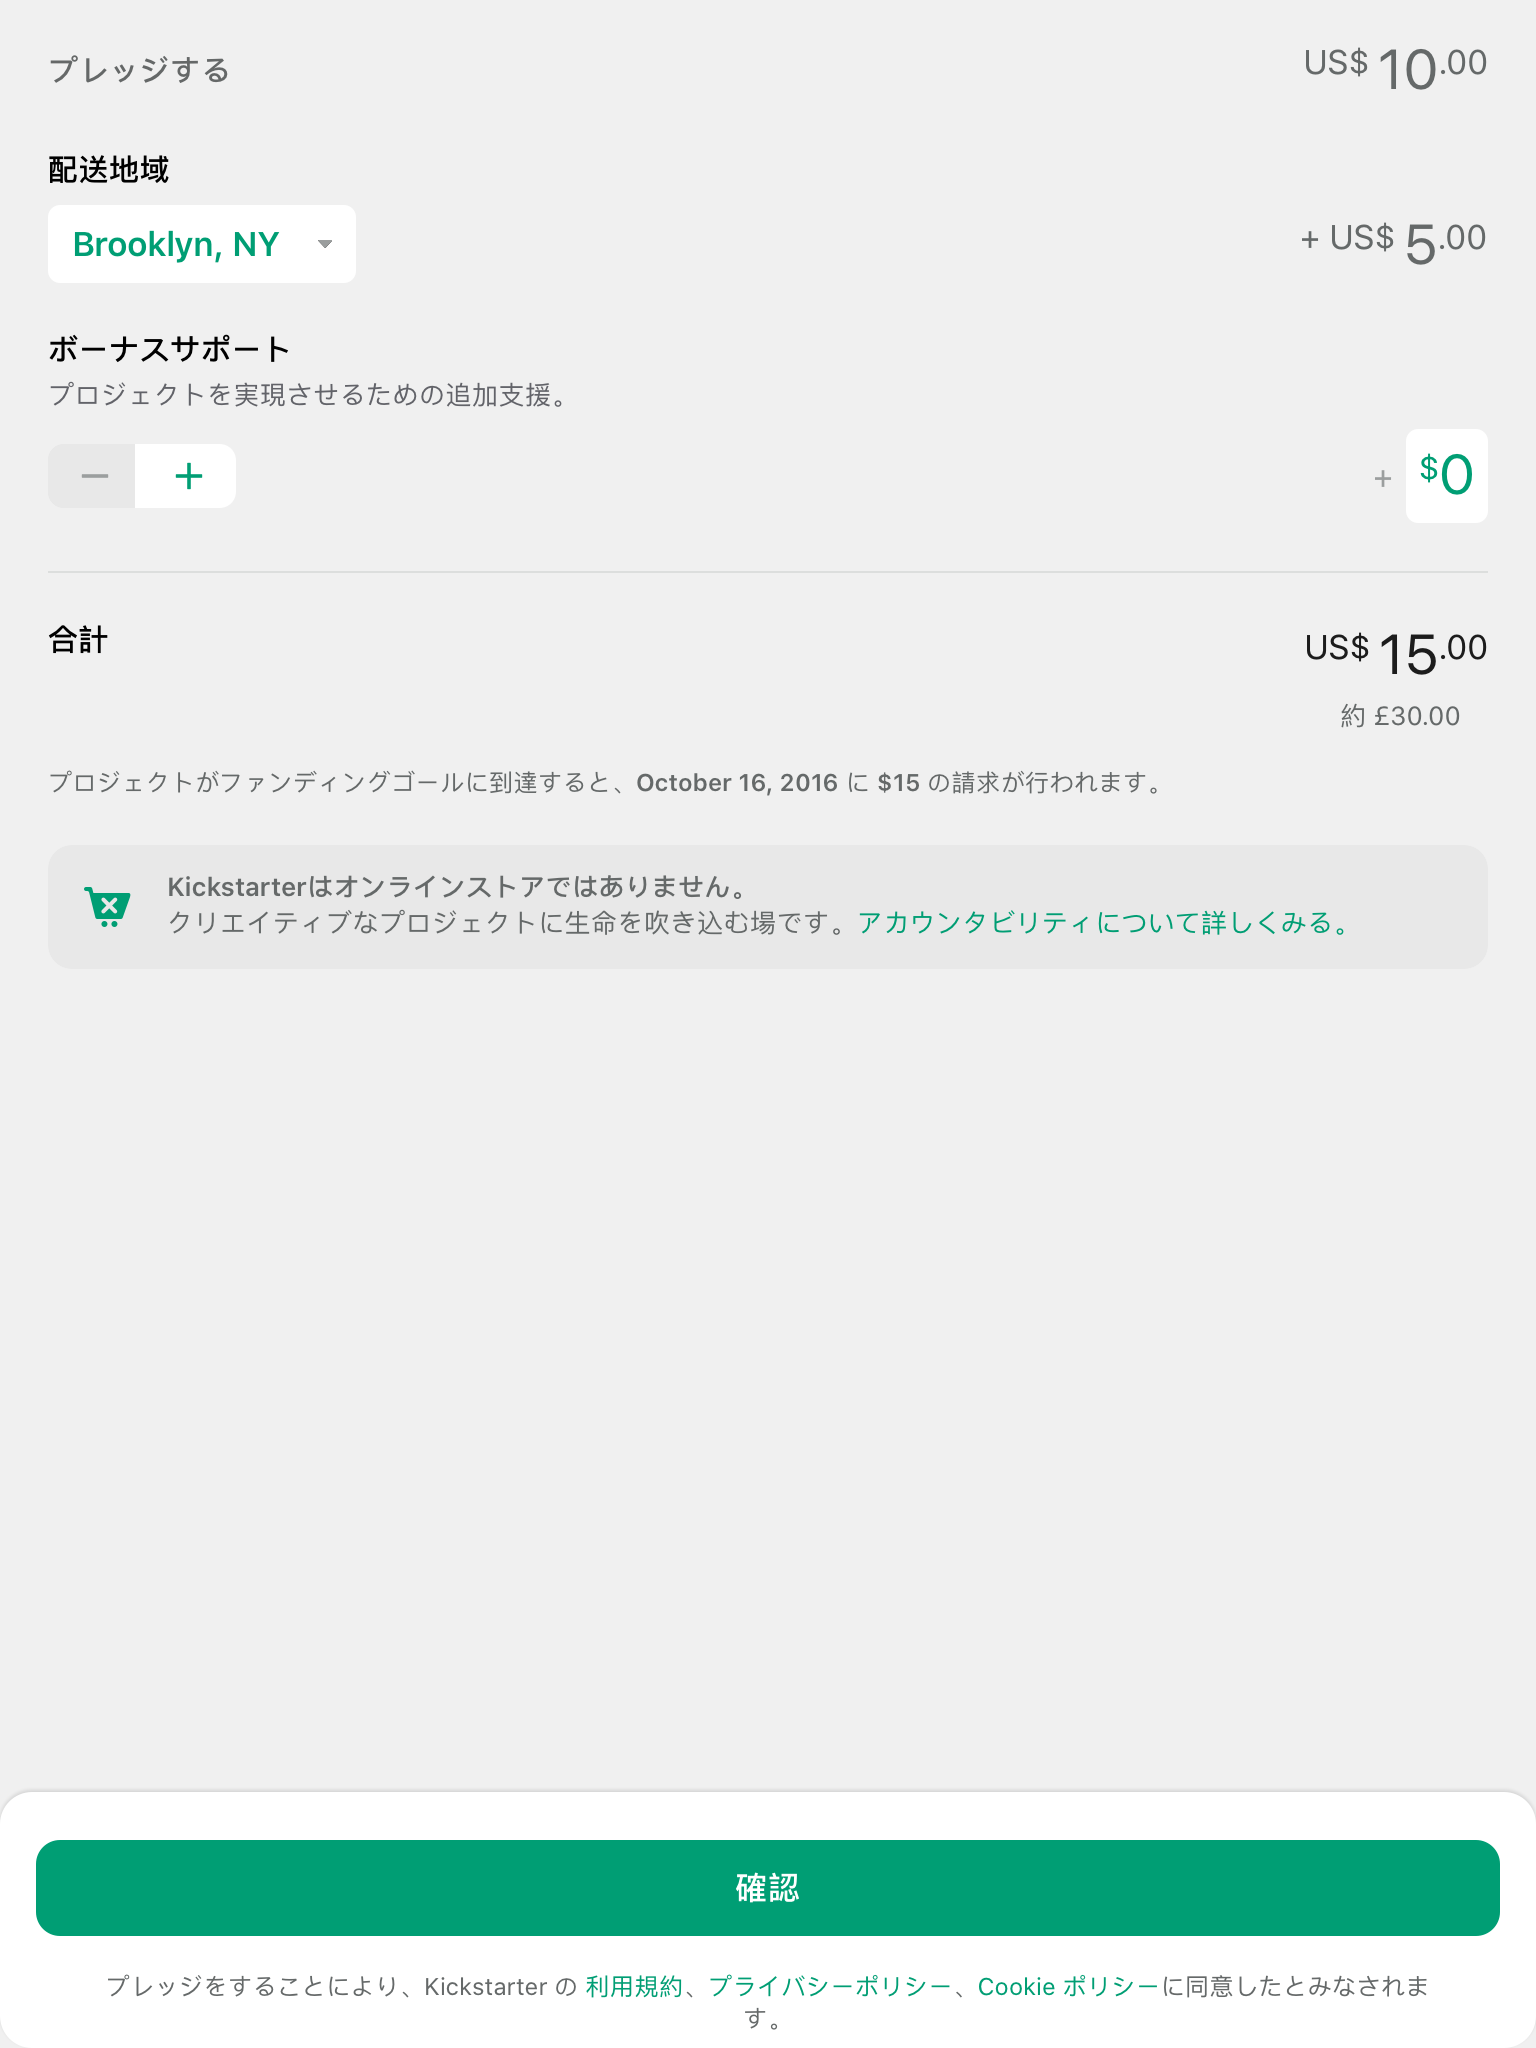 プレッジする
US$ 10.00
配送地域
Brooklyn, NY
+ US$ 5.00
ボーナスサポート
プロジェクトを実現させるための追加支援。
+ $0
合計
US$ 15.00
約 £30.00
プロジェクトがファンディングゴールに到達すると、October 16, 2016 に $15 の請求が行われます。
Kickstarterはオンラインストアではありません。
クリエイティブなプロジェクトに生命を吹き込む場です。アカウンタビリティについて詳しくみる。
確認
プレッジをすることにより、Kickstarter の 利用規約、プライバシーポリシー、Cookie ポリシーに同意したとみなされま
す。